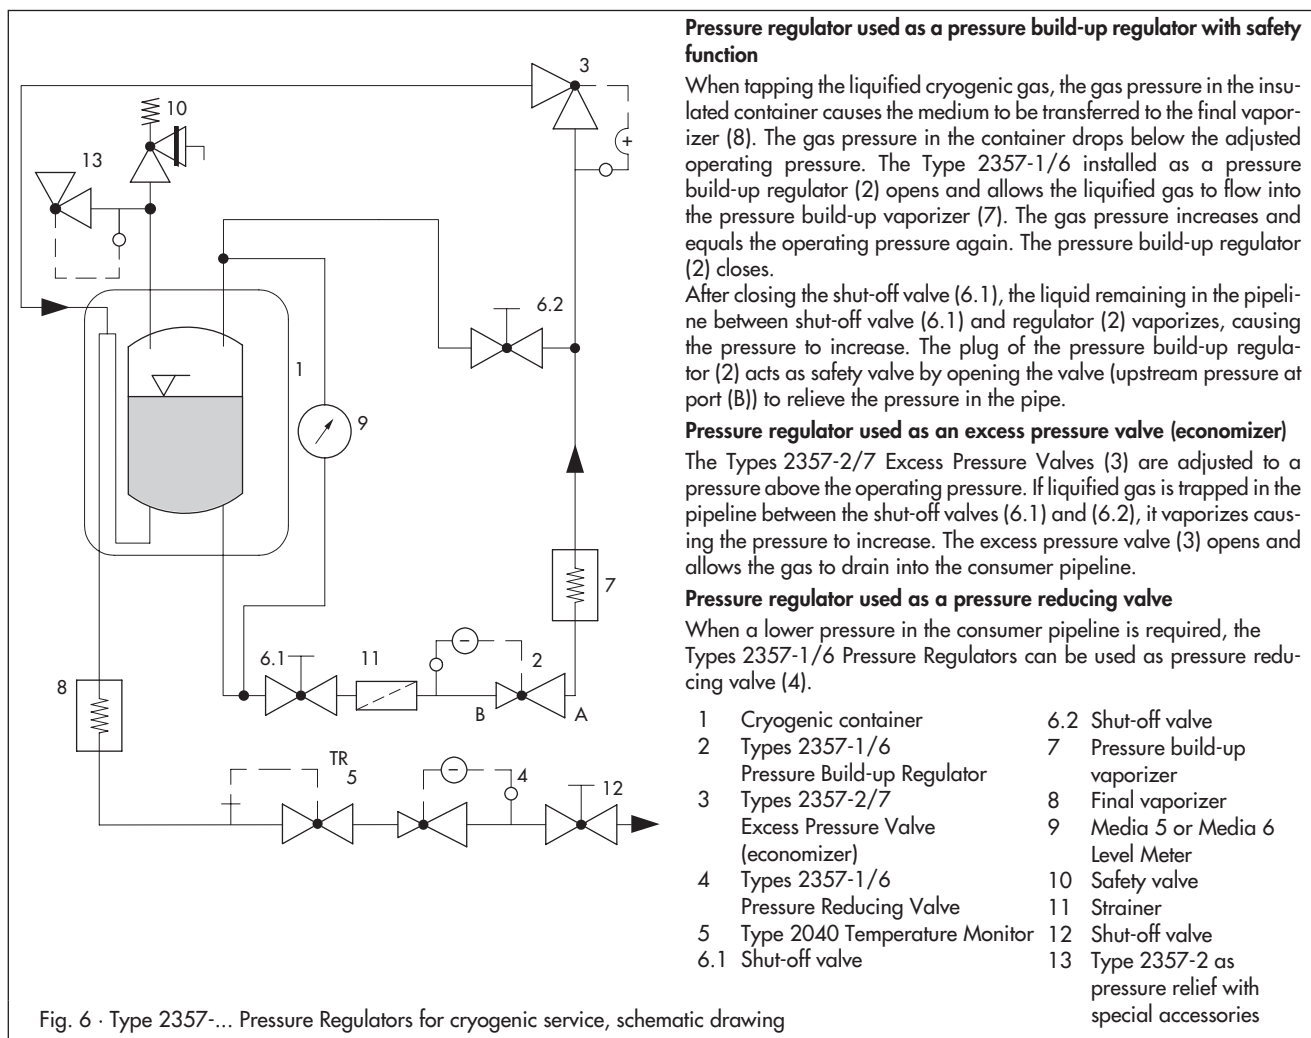 3
10
13
6.2
1
9
7
6.1
11
2
B
A
8
TR
5
4
12
Pressure regulator used as a pressure build-up regulator with safety
function
When tapping the liquified cryogenic gas, the gas pressure in the insu-
lated container causes the medium to be transferred to the final vapor-
izer (8). The gas pressure in the container drops below the adjusted
operating pressure. The Type 2357-1/6 installed as a pressure
build-up regulator (2) opens and allows the liquified gas to flow into
the pressure build-up vaporizer (7). The gas pressure increases and
equals the operating pressure again. The pressure build-up regulator
(2) closes.
After closing the shut-off valve (6.1), the liquid remaining in the pipeli-
ne between shut-off valve (6.1) and regulator (2) vaporizes, causing
the pressure to increase. The plug of the pressure build-up regula-
tor (2) acts as safety valve by opening the valve (upstream pressure at
port (B)) to relieve the pressure in the pipe.
Pressure regulator used as an excess pressure valve (economizer)
The Types 2357-2/7 Excess Pressure Valves (3) are adjusted to a
pressure above the operating pressure. If liquified gas is trapped in the
pipeline between the shut-off valves (6.1) and (6.2), it vaporizes caus-
ing the pressure to increase. The excess pressure valve (3) opens and
allows the gas to drain into the consumer pipeline.
Pressure regulator used as a pressure reducing valve
When a lower pressure in the consumer pipeline is required, the
Types 2357-1/6 Pressure Regulators can be used as pressure redu-
cing valve (4).
1 Cryogenic container
2 Types 2357-1/6
Pressure Build-up Regulator
3 Types 2357-2/7
Excess Pressure Valve
(economizer)
4 Types 2357-1/6
Pressure Reducing Valve
5 Type 2040 Temperature Monitor
6.1 Shut-off valve
6.2 Shut-off valve
7 Pressure build-up
vaporizer
8 Final vaporizer
9 Media 5 or Media 6
Level Meter
10 Safety valve
11 Strainer
12 Shut-off valve
13 Type 2357-2 as
pressure relief with
special accessories
Fig. 6 · Type 2357-... Pressure Regulators for cryogenic service, schematic drawing